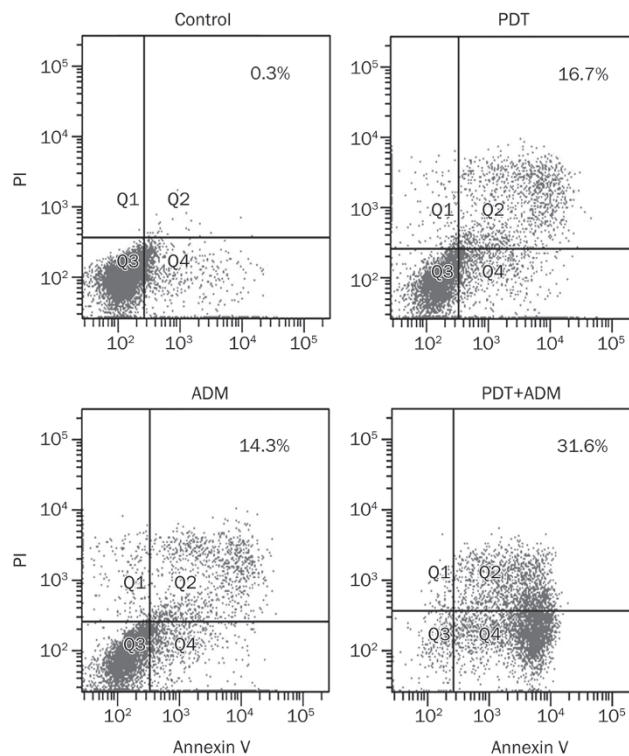 Control
PI
10⁵
10⁴
10³
10²
0.3%
Q1 Q2
Q3 Q4
10² 10³ 10⁴ 10⁵
PDT
10⁵
10⁴
10³
10²
16.7%
Q1 Q2
Q3 Q4
10² 10³ 10⁴ 10⁵
ADM
PI
10⁵
10⁴
10³
10²
14.3%
Q1 Q2
Q3 Q4
10² 10³ 10⁴ 10⁵
Annexin V
PDT+ADM
10⁵
10⁴
10³
10²
31.6%
Q1 Q2
Q3 Q4
10² 10³ 10⁴ 10⁵
Annexin V